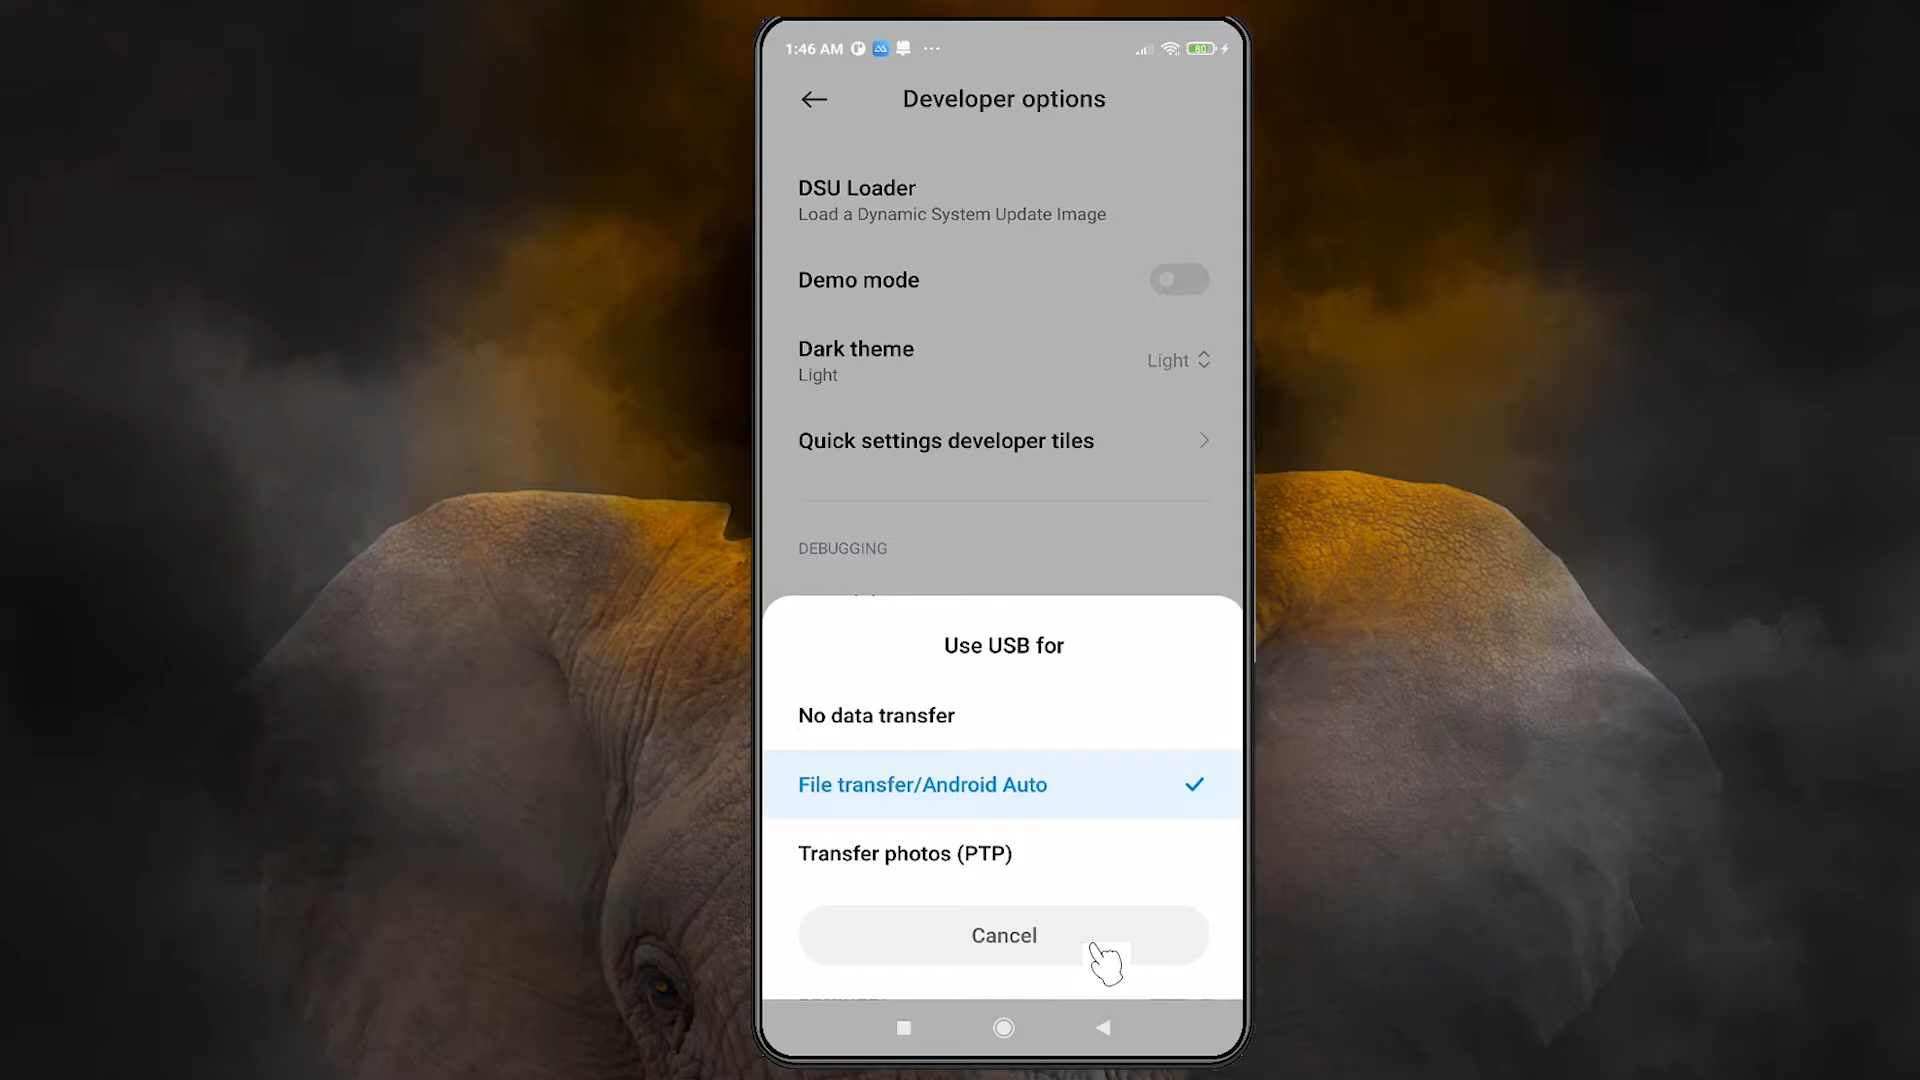 1:46 AM
80
Developer options
DSU Loader
Load a Dynamic System Update Image
Demo mode
Dark theme
Light
Light
Quick settings developer tiles
DEBUGGING
Use USB for
No data transfer
File transfer/Android Auto
Transfer photos (PTP)
Cancel